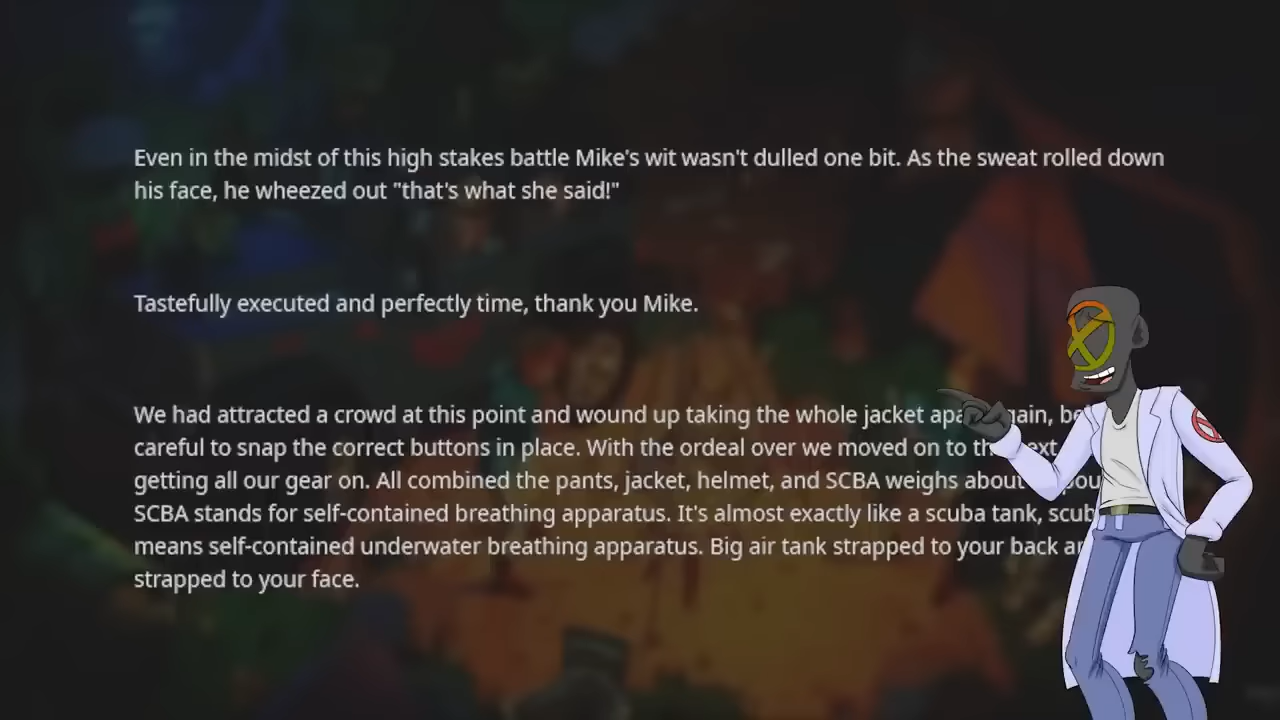 Even in the midst of this high stakes battle Mike's wit wasn't dulled one bit. As the sweat rolled down
his face, he wheezed out "that's what she said!"
Tastefully executed and perfectly time, thank you Mike.
We had attracted a crowd at this point and wound up taking the whole jacket
careful to snap the correct buttons in place. With the ordeal over we moved on to
getting all our gear on. All combined the pants, jacket, helmet, and SCBA weighs about
SCBA stands for self-contained breathing apparatus. It's almost exactly like a scuba tank,
means self-contained underwater breathing apparatus. Big air tank strapped to your back
strapped to your face.